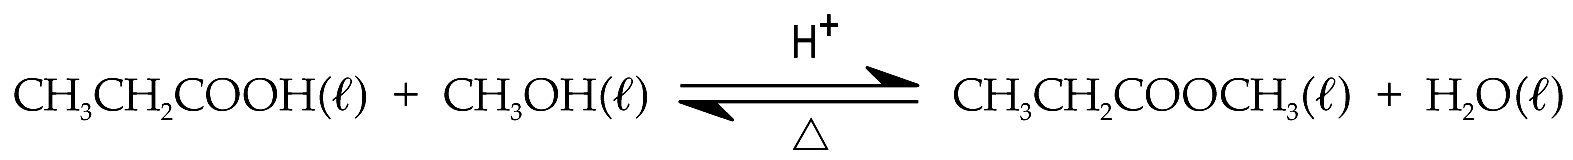 H⁺
CH₃CH₂COOH(ℓ) + CH₃OH(ℓ) ⇌ CH₃CH₂COOCH₃(ℓ) + H₂O(ℓ)
△